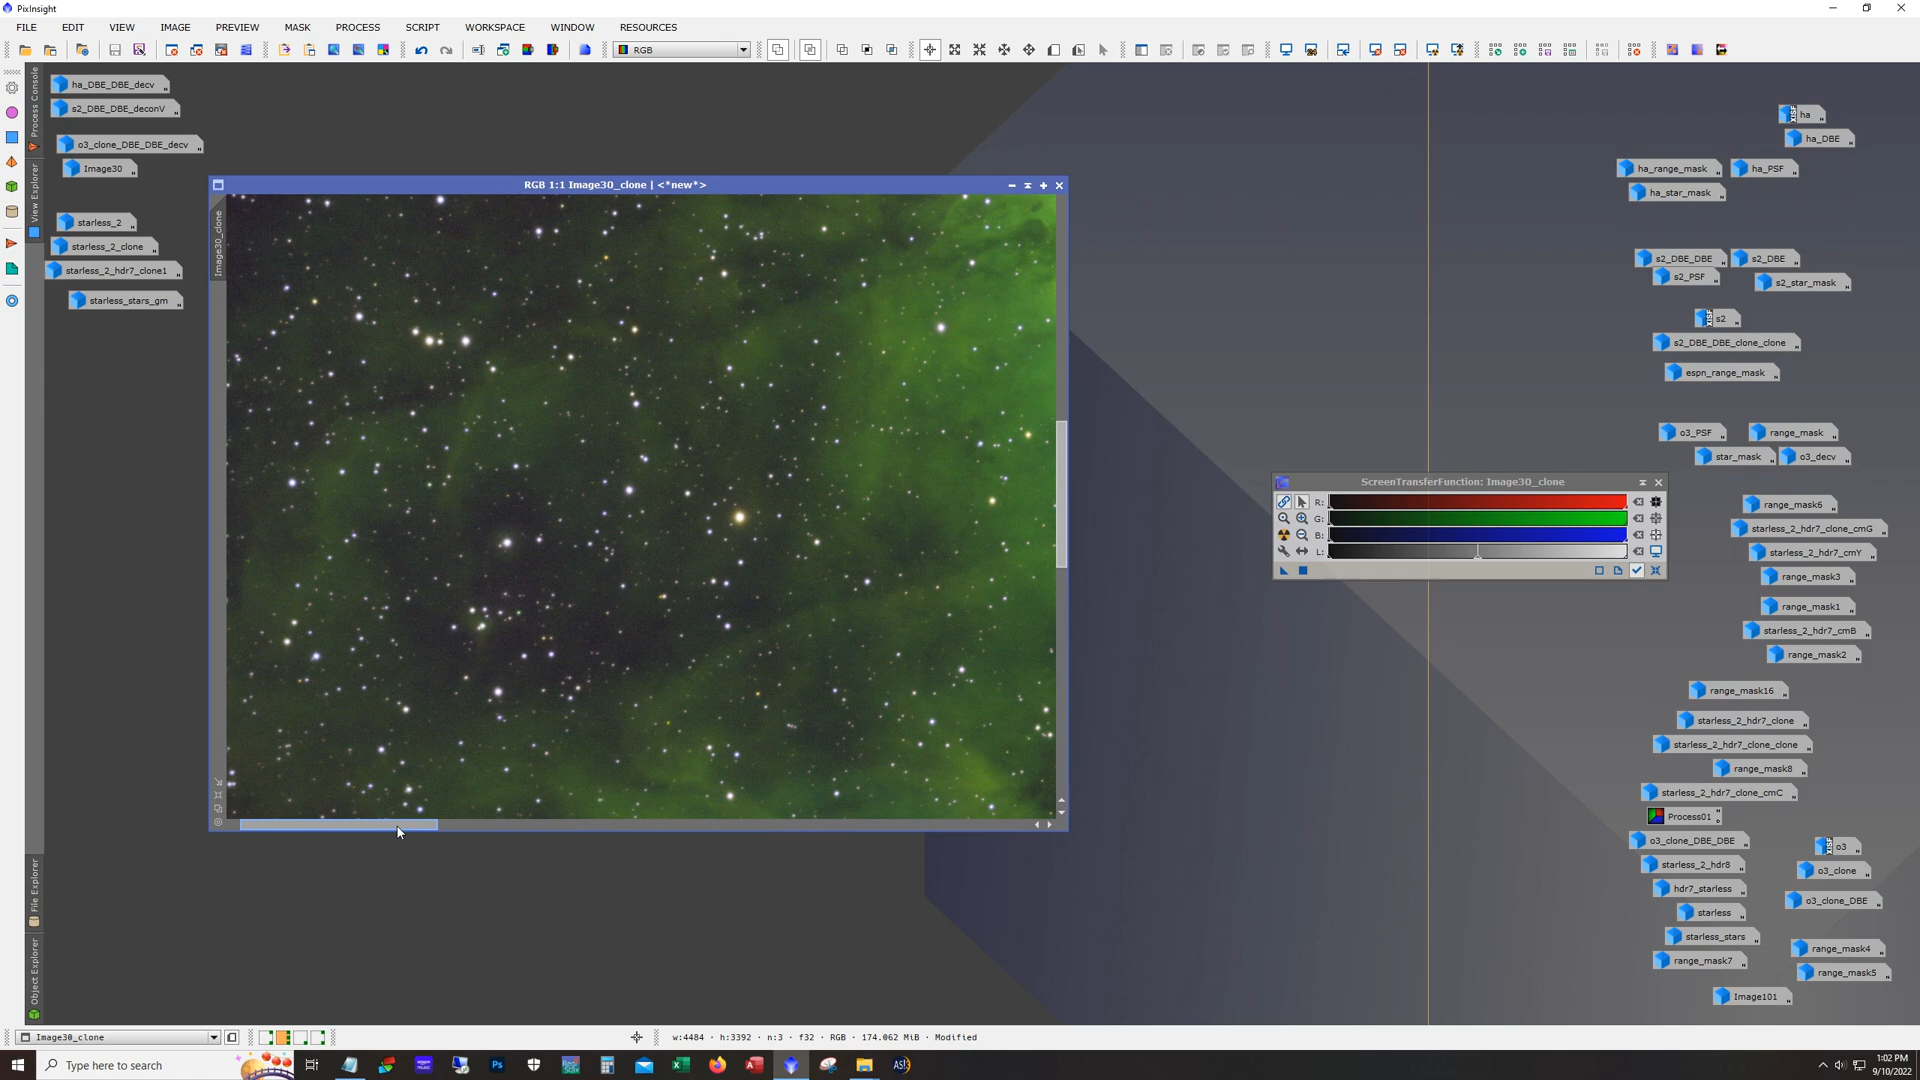 PixInsight
FILE EDIT VIEW IMAGE PREVIEW MASK PROCESS SCRIPT WORKSPACE WINDOW RESOURCES
RGB
Process Console
View Explorer
File Explorer
Object Explorer
ha_DBE_DBE_decv
s2_DBE_DBE_deconV
o3_clone_DBE_DBE_decv
Image30
starless_2
starless_2_clone
starless_2_hdr7_clone1
starless_stars_gm
RGB 1:1 Image30_clone | <*new*>
Image30_clone
ScreenTransferFunction: Image30_clone
R:
G:
B:
L:
ha
ha_DBE
ha_range_mask ha_PSF
ha_star_mask
s2_DBE_DBE s2_DBE
s2_PSF s2_star_mask
s2
s2_DBE_DBE_clone_clone
espn_range_mask
o3_PSF range_mask
star_mask o3_decv
range_mask6
starless_2_hdr7_clone_cmG
starless_2_hdr7_cmY
range_mask3
range_mask1
starless_2_hdr7_cmB
range_mask2
range_mask16
starless_2_hdr7_clone
starless_2_hdr7_clone_clone
range_mask8
starless_2_hdr7_clone_cmC
Process01
o3_clone_DBE_DBE o3
starless_2_hdr8 o3_clone
hdr7_starless
o3_clone_DBE
starless
starless_stars
range_mask4
range_mask7
range_mask5
Image101
Image30_clone
w:4484 · h:3392 · n:3 · f32 · RGB · 174.062 MiB · Modified
Type here to search
Ps
AS!3
1:02 PM
9/10/2022